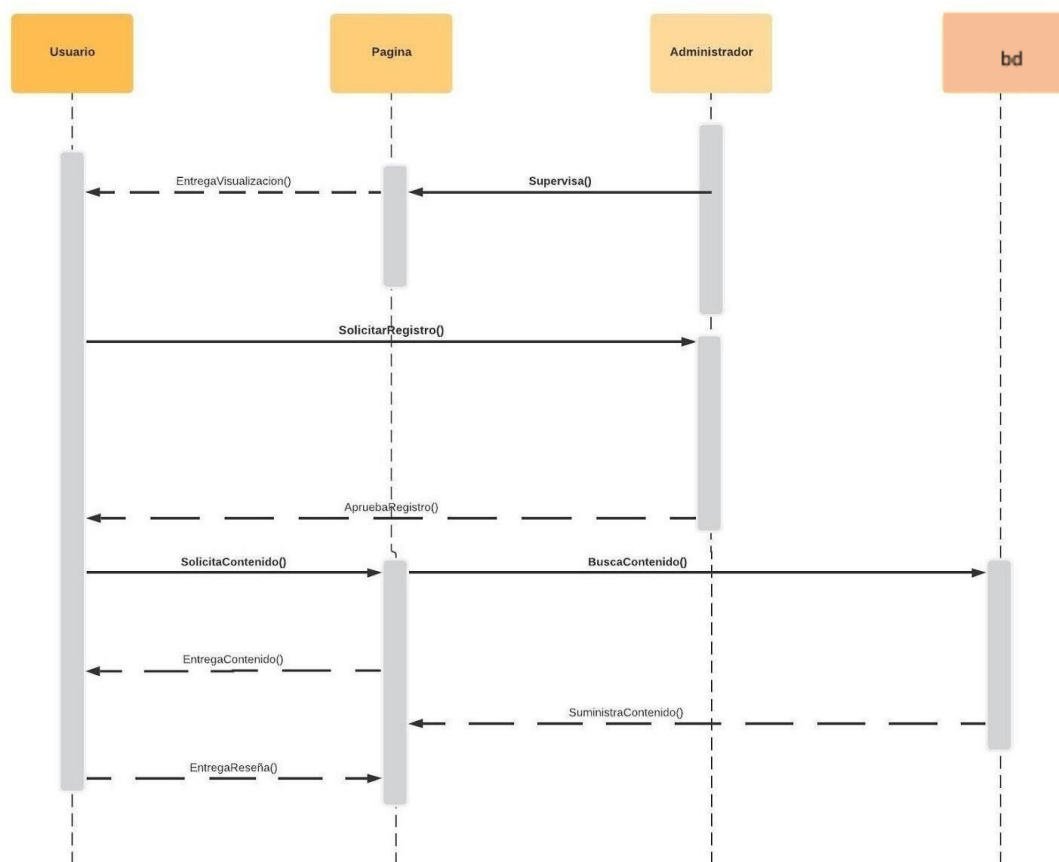 Usuario
Pagina
Administrador
bd
EntregaVisualizacion()
Supervisa()
SolicitarRegistro()
ApruebaRegistro()
SolicitaContenido()
BuscaContenido()
EntregaContenido()
SuministraContenido()
EntregaReseña()